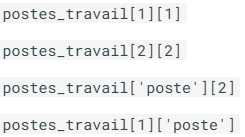 postes_travail[1][1]
postes_travail[2][2]
postes_travail['poste'][2]
postes_travail[1]['poste']